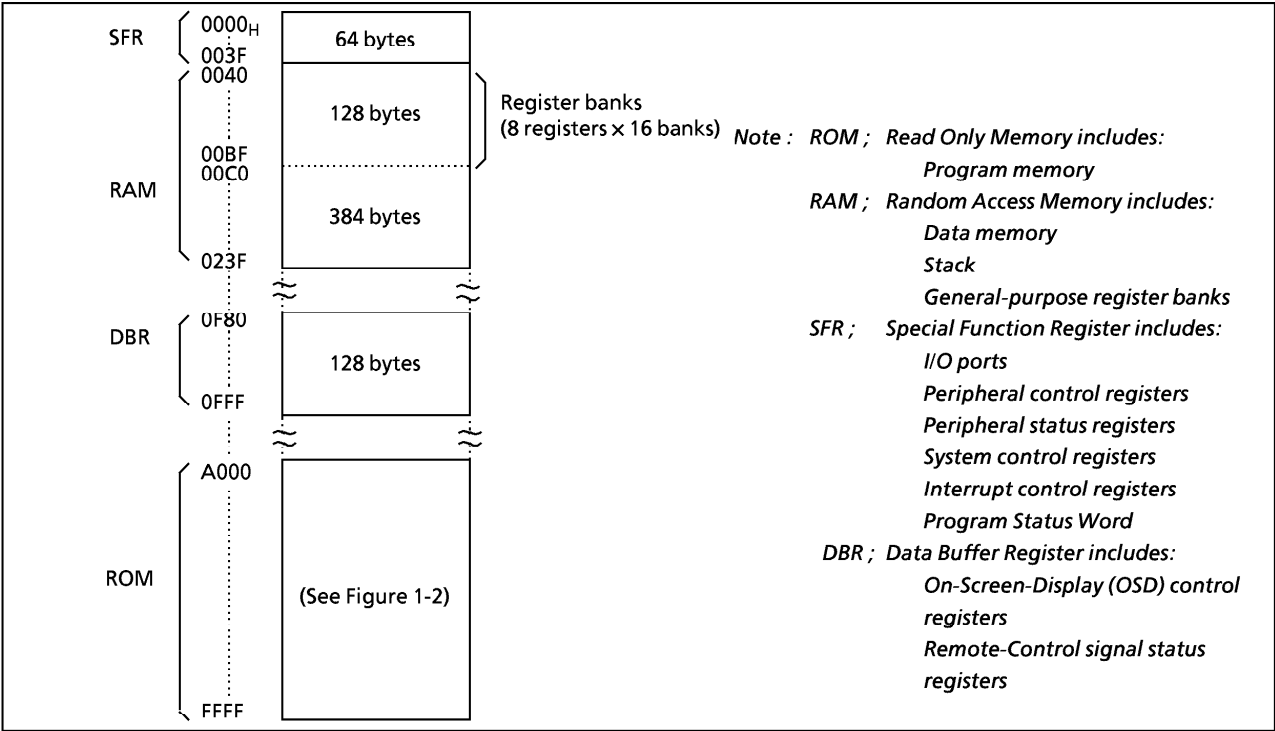 SFR
0000H
003F
64 bytes
RAM
0040
00BF
00C0
023F
128 bytes
384 bytes
Register banks
(8 registers × 16 banks)
DBR
0F80
0FFF
128 bytes
ROM
A000
FFFF
(See Figure 1-2)
Note : ROM ; Read Only Memory includes:
Program memory
RAM ; Random Access Memory includes:
Data memory
Stack
General-purpose register banks
SFR ; Special Function Register includes:
I/O ports
Peripheral control registers
Peripheral status registers
System control registers
Interrupt control registers
Program Status Word
DBR ; Data Buffer Register includes:
On-Screen-Display (OSD) control
registers
Remote-Control signal status
registers